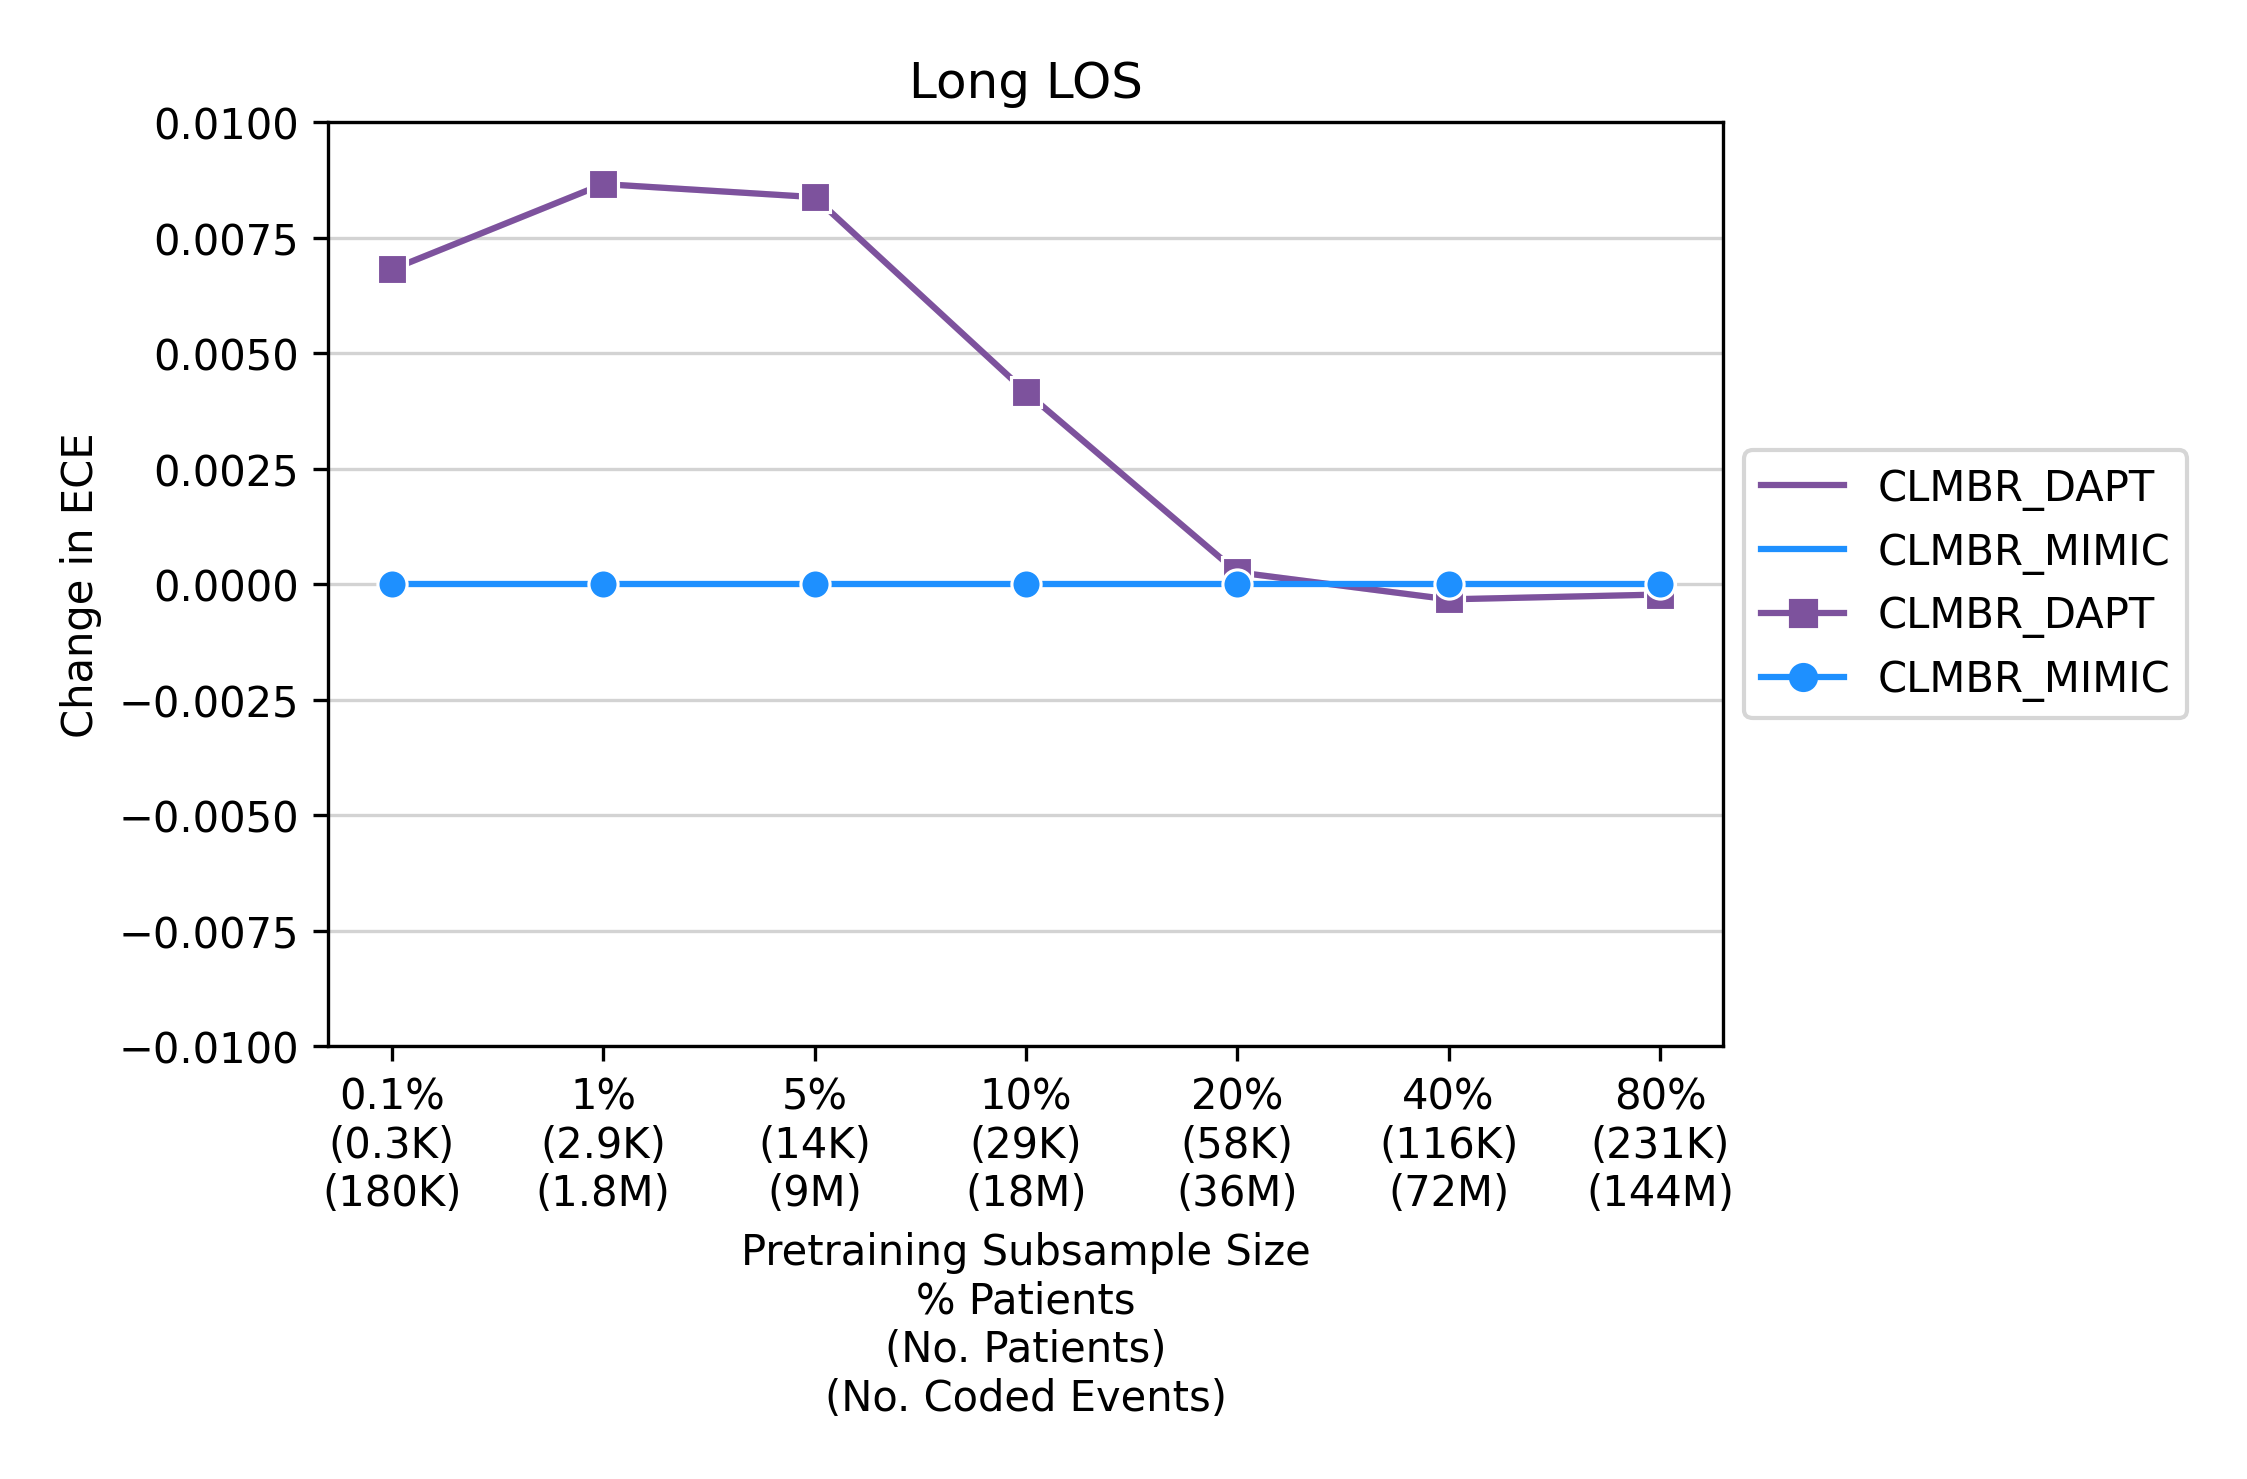 Long LOS
0.0100
0.0075
0.0050
0.0025
0.0000
−0.0025
−0.0050
−0.0075
−0.0100
Change in ECE
0.1% 1% 5% 10% 20% 40% 80%
(0.3K) (2.9K) (14K) (29K) (58K) (116K) (231K)
(180K) (1.8M) (9M) (18M) (36M) (72M) (144M)
Pretraining Subsample Size
% Patients
(No. Patients)
(No. Coded Events)
CLMBR_DAPT
CLMBR_MIMIC
CLMBR_DAPT
CLMBR_MIMIC